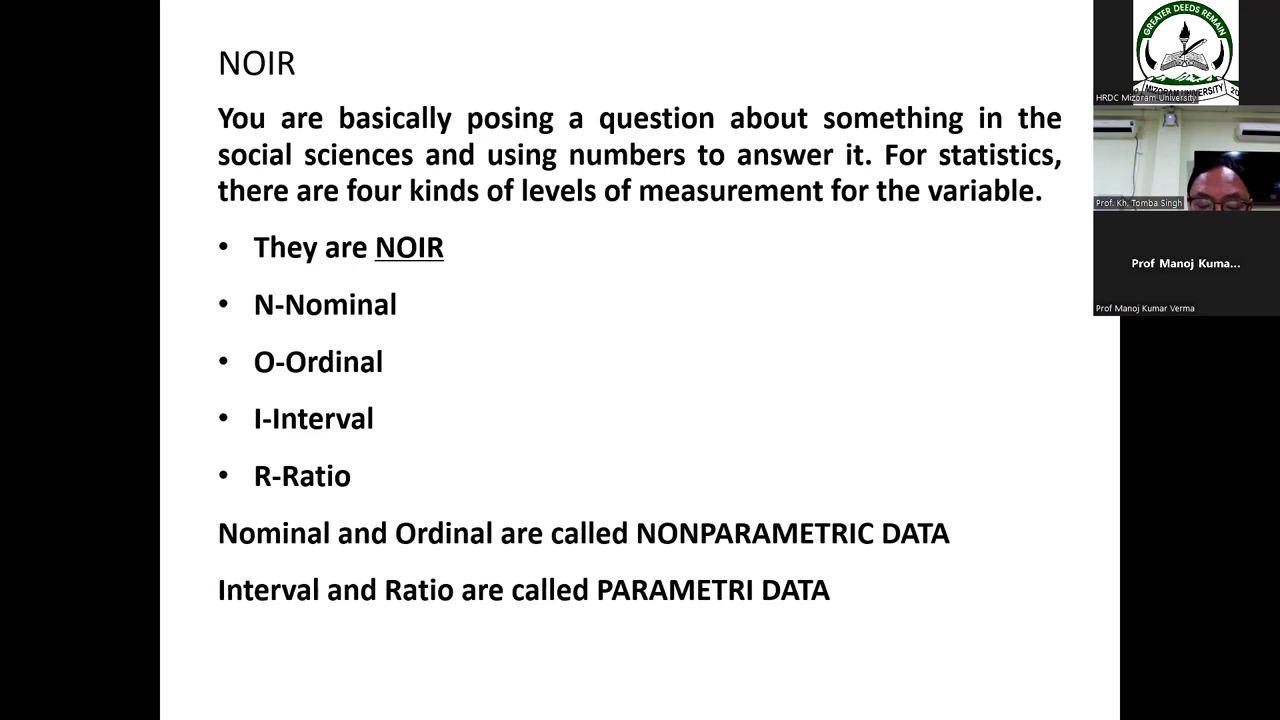 NOIR
You are basically posing a question about something in the
social sciences and using numbers to answer it. For statistics,
there are four kinds of levels of measurement for the variable.
• They are NOIR
• N-Nominal
• O-Ordinal
• I-Interval
• R-Ratio
Nominal and Ordinal are called NONPARAMETRIC DATA
Interval and Ratio are called PARAMETRI DATA
GREATER DEEDS REMAIN
MIZORAM UNIVERSITY
HRDC Mizoram University
Prof. Kh. Tomba Singh
Prof Manoj Kuma...
Prof Manoj Kumar Verma